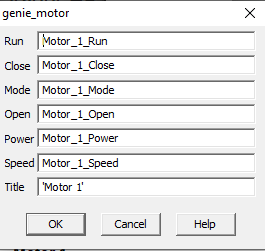 genie_motor
Run Motor_1_Run
Close Motor_1_Close
Mode Motor_1_Mode
Open Motor_1_Open
Power Motor_1_Power
Speed Motor_1_Speed
Title 'Motor 1'
OK Cancel Help